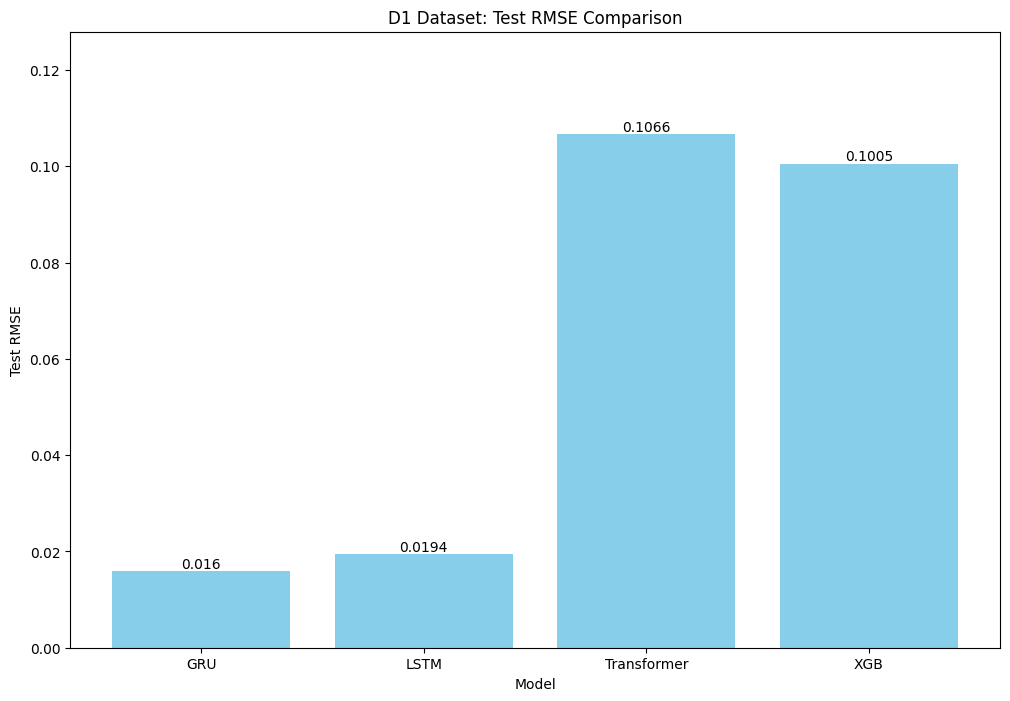 D1 Dataset: Test RMSE Comparison
0.12
0.10
0.08
0.06
0.04
0.02
0.00
Test RMSE
0.016
0.0194
0.1066
0.1005
GRU
LSTM
Transformer
XGB
Model